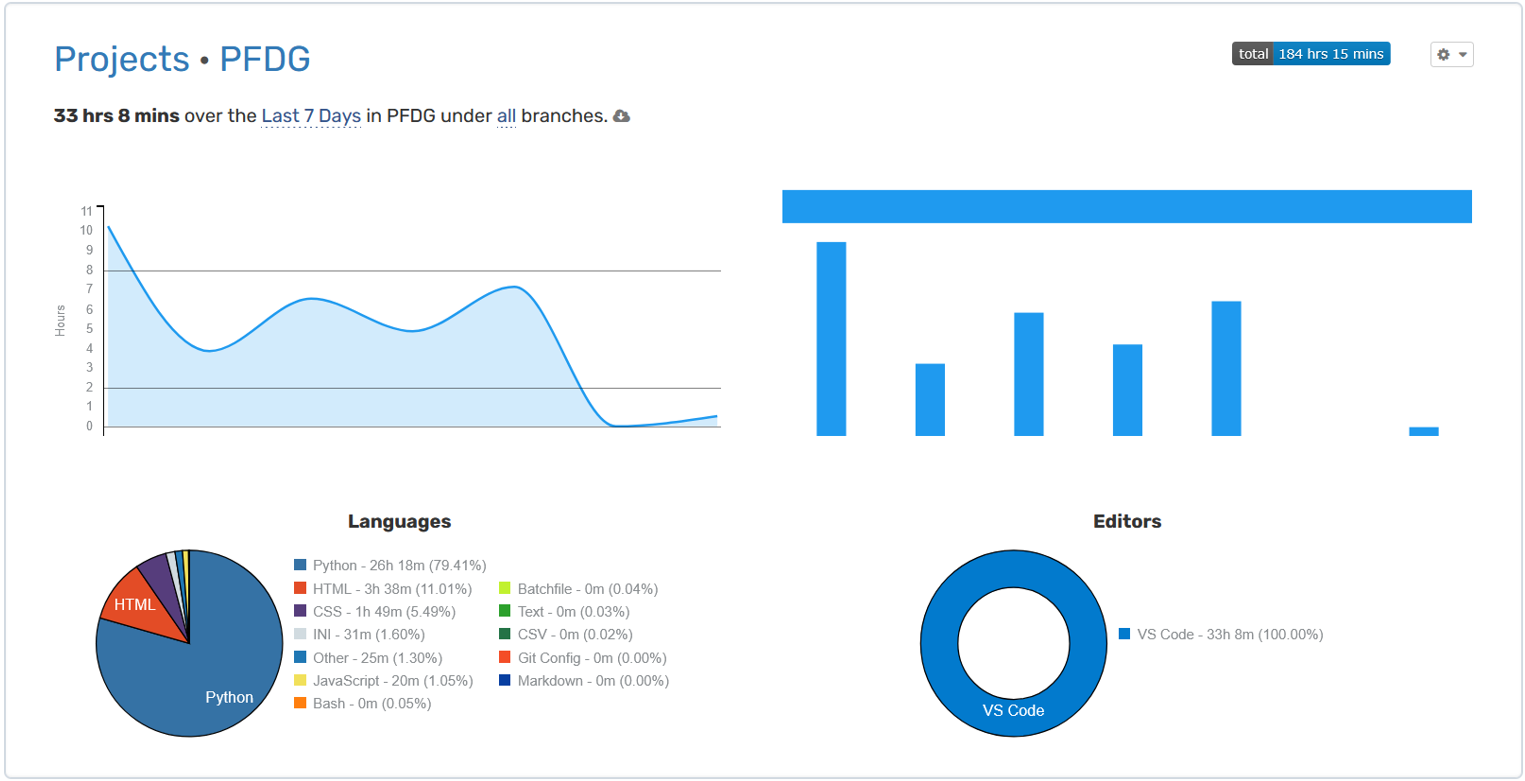 Projects • PFDG
total 184 hrs 15 mins
33 hrs 8 mins over the Last 7 Days in PFDG under all branches.
Hours
11
10
9
8
7
6
5
4
3
2
1
0
Languages
HTML
Python
Python - 26h 18m (79.41%)
HTML - 3h 38m (11.01%)
CSS - 1h 49m (5.49%)
INI - 31m (1.60%)
Other - 25m (1.30%)
JavaScript - 20m (1.05%)
Bash - 0m (0.05%)
Batchfile - 0m (0.04%)
Text - 0m (0.03%)
CSV - 0m (0.02%)
Git Config - 0m (0.00%)
Markdown - 0m (0.00%)
Editors
VS Code
VS Code - 33h 8m (100.00%)